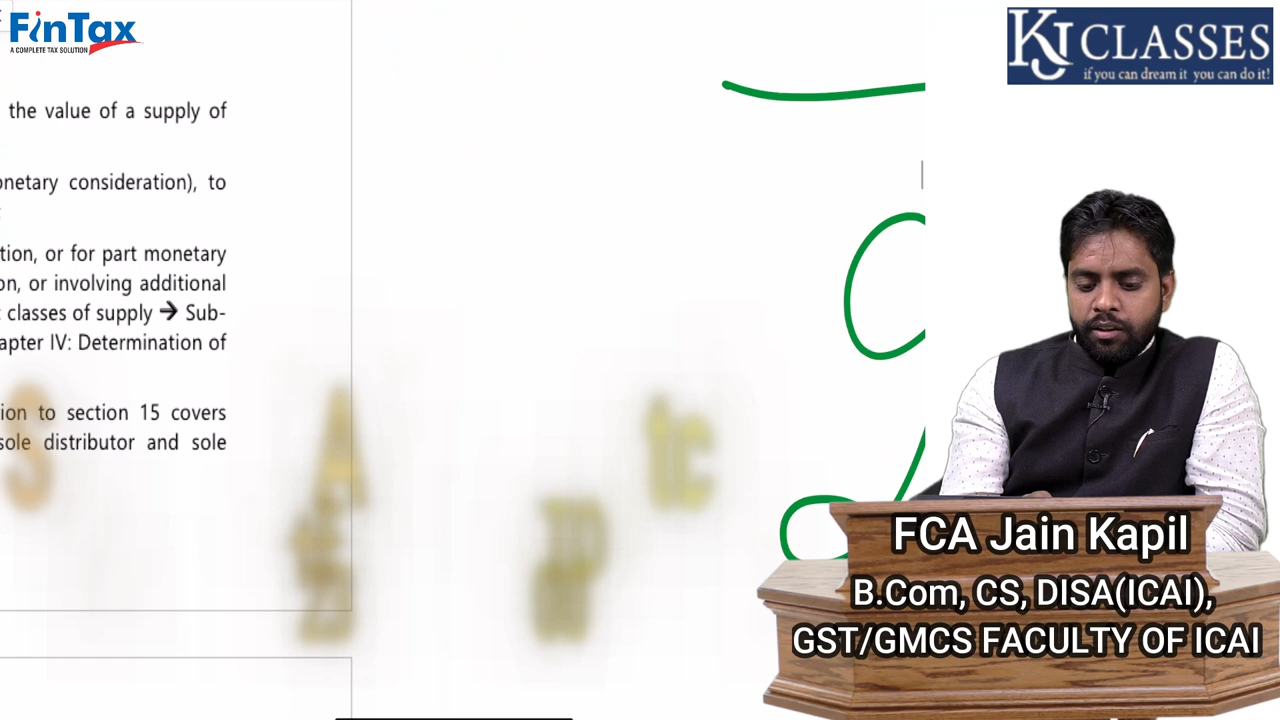 FinTax
A COMPLETE TAX SOLUTION
KJ CLASSES
if you can dream it you can do it!
the value of a supply of
onetary consideration), to
tion, or for part monetary
on, or involving additional
classes of supply → Sub-
apter IV: Determination of
tion to section 15 covers
sole distributor and sole
FCA Jain Kapil
B.Com, CS, DISA(ICAI),
GST/GMCS FACULTY OF ICAI